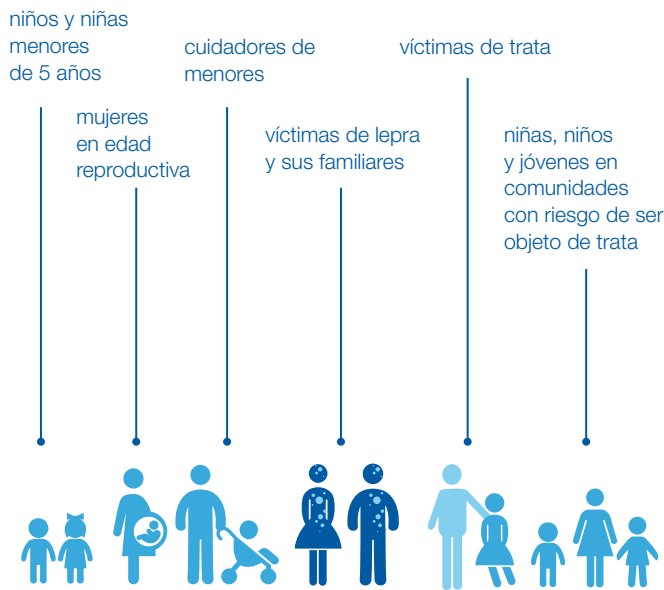 niños y niñas
menores
de 5 años
mujeres
en edad
reproductiva
cuidadores de
menores
víctimas de lepra
y sus familiares
víctimas de trata
niñas, niños
y jóvenes en
comunidades
con riesgo de ser
objeto de trata